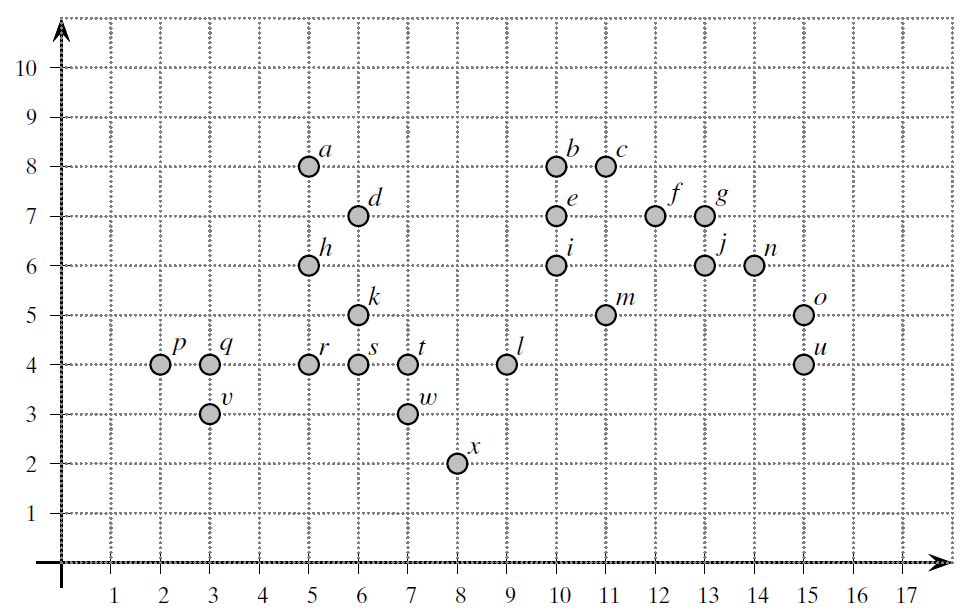 10
9
8 a b c
7 d e f g
6 h i j n
5 k m o
4 p q r s t l u
3 v w
2 x
1
1 2 3 4 5 6 7 8 9 10 11 12 13 14 15 16 17